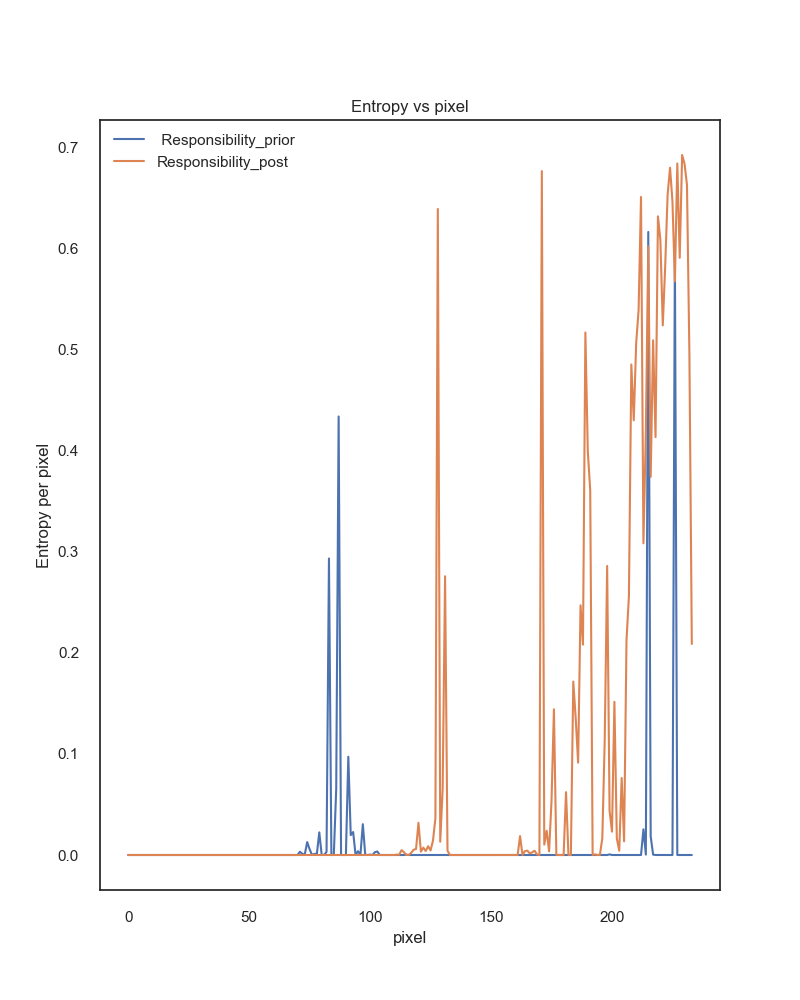 Entropy vs pixel
Responsibility_prior
Responsibility_post
0.7
0.6
0.5
0.4
0.3
0.2
0.1
0.0
Entropy per pixel
0 50 100 150 200
pixel